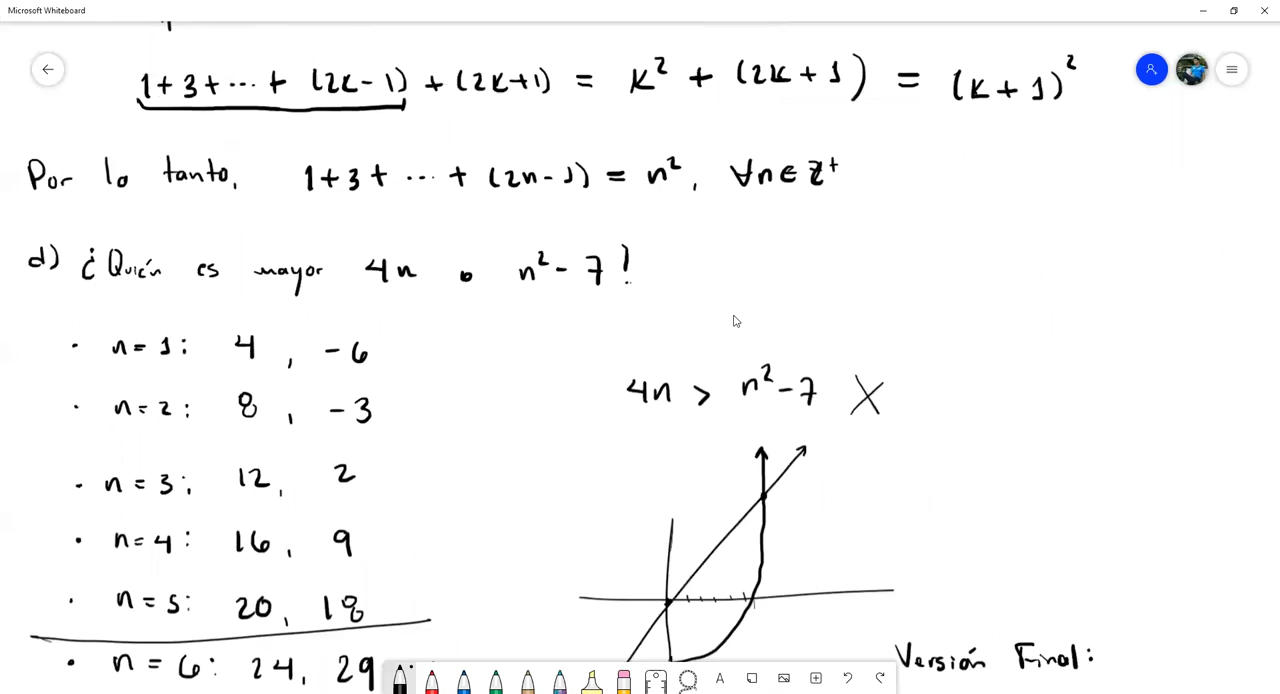 Microsoft Whiteboard
1+3+⋯+(2k-1)+(2k+1) = k² + (2k+1) = (k+1)²
Por lo tanto, 1+3+⋯+(2n-1) = n², ∀n∈Z⁺
d) ¿Quién es mayor 4n o n²-7?
• n=1: 4, -6
• n=2: 8, -3
4n > n²-7 X
• n=3: 12, 2
• n=4: 16, 9
• n=5: 20, 18
Versión Final:
• n=6: 24, 29
A